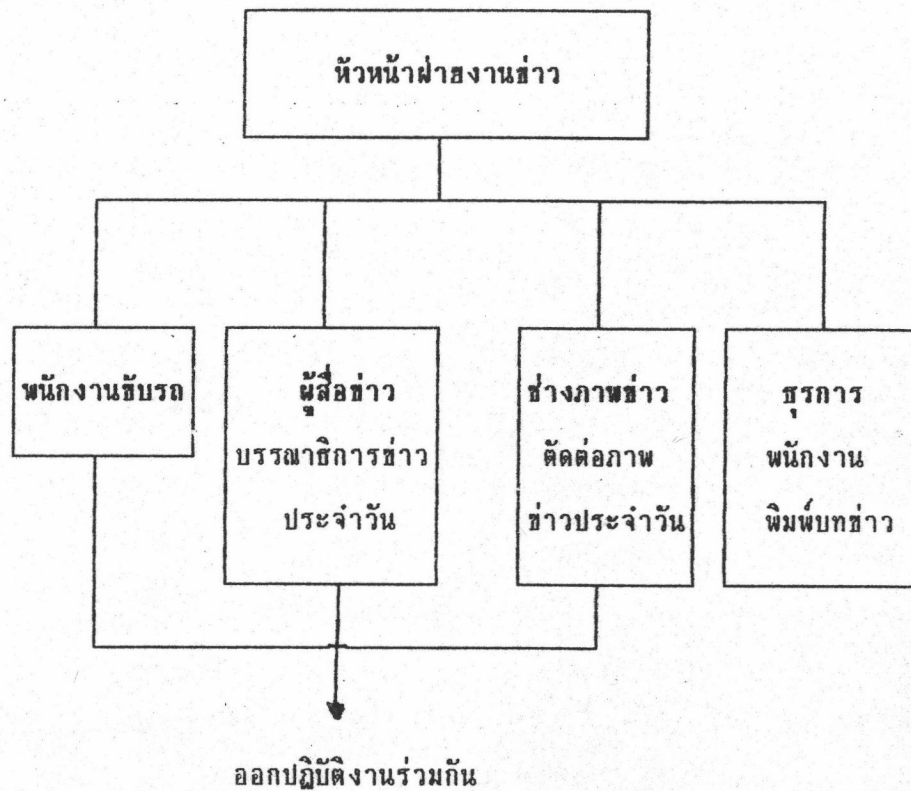 หัวหน้าฝ่ายงานข่าว
พนักงานขับรถ
ผู้สื่อข่าว
บรรณาธิการข่าว
ประจำวัน
ช่างภาพข่าว
ตัดต่อภาพ
ข่าวประจำวัน
ธุรการ
พนักงาน
พิมพ์บทข่าว
ออกปฏิบัติงานร่วมกัน